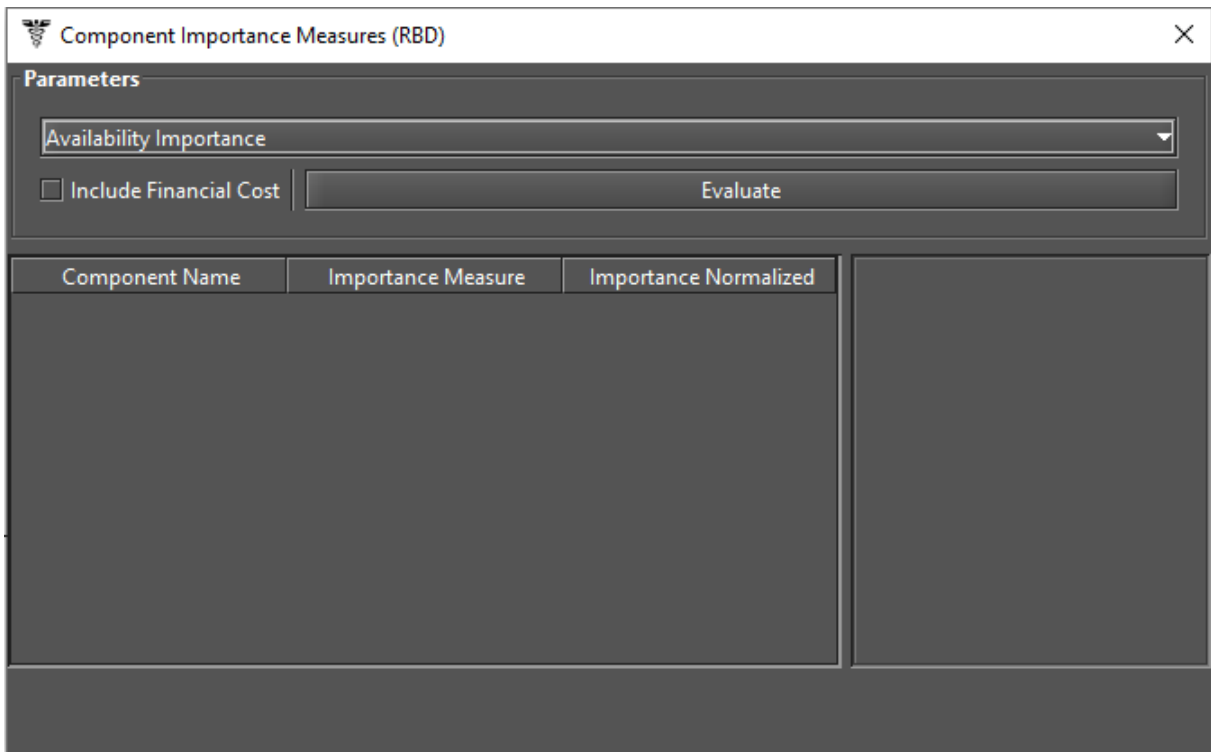 Component Importance Measures (RBD)
Parameters
Availability Importance
Include Financial Cost
Evaluate
Component Name
Importance Measure
Importance Normalized